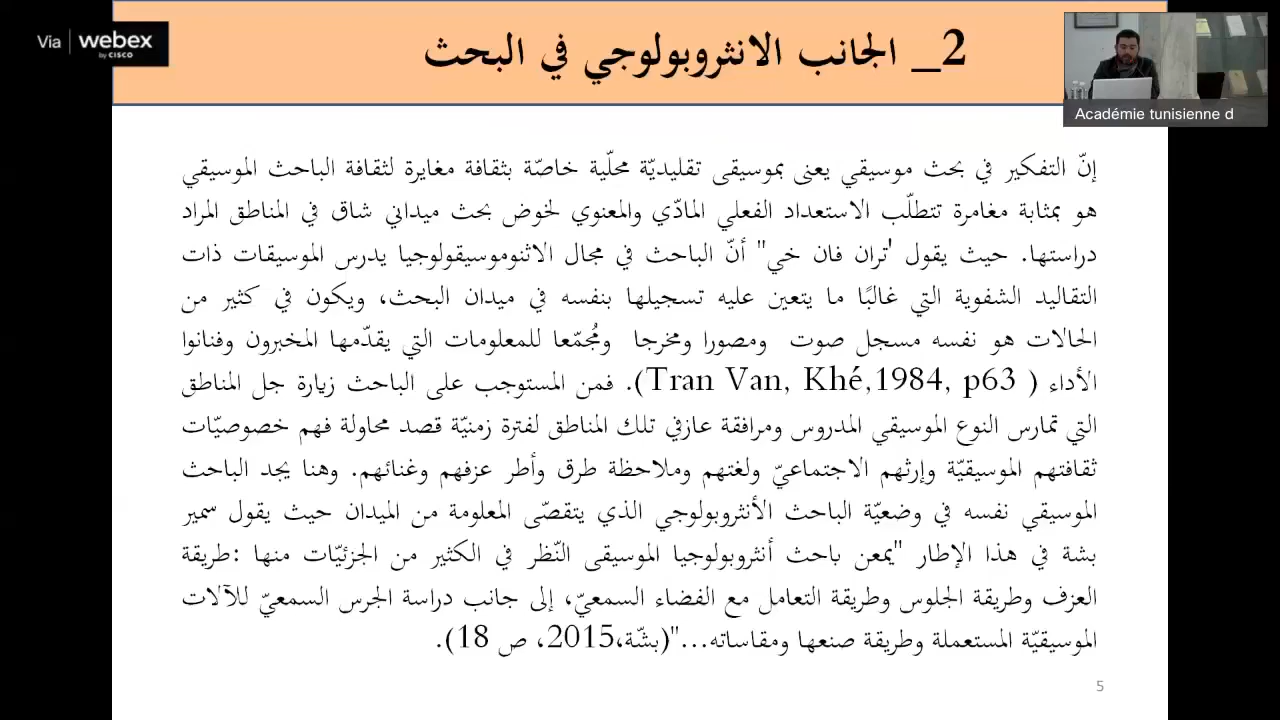 Via webex
by CISCO
2_ الجانب الانثروبولوجي في البحث
Académie tunisienne d
إنّ التفكير في بحث موسيقي يعنى بموسيقى تقليديّة محلّية خاصّة بثقافة مغايرة لثقافة الباحث الموسيقي
هو بمثابة مغامرة تتطلّب الاستعداد الفعلي المادّي والمعنوي لخوض بحث ميداني شاق في المناطق المراد
دراستها. حيث يقول 'تران فان خي" أنّ الباحث في مجال الاثنوموسيقولوجيا يدرس الموسيقات ذات
التقاليد الشفوية التي غالبًا ما يتعين عليه تسجيلها بنفسه في ميدان البحث، ويكون في كثير من
الحالات هو نفسه مسجل صوت ومصورا ومخرجا ومُجمّعا للمعلومات التي يقدّمها المخبرون وفنانوا
الأداء ( Tran Van, Khé,1984, p63). فمن المستوجب على الباحث زيارة جل المناطق
التي تمارس النوع الموسيقي المدروس ومرافقة عازفي تلك المناطق لفترة زمنيّة قصد محاولة فهم خصوصيّات
ثقافتهم الموسيقيّة وإرثهم الاجتماعيّ ولغتهم وملاحظة طرق وأطر عزفهم وغنائهم. وهنا يجد الباحث
الموسيقي نفسه في وضعيّة الباحث الأنثروبولوجي الذي يتقصّى المعلومة من الميدان حيث يقول سمير
بشة في هذا الإطار "يمعن باحث أنثروبولوجيا الموسيقى النّظر في الكثير من الجزئيّات منها :طريقة
العزف وطريقة الجلوس وطريقة التعامل مع الفضاء السمعيّ، إلى جانب دراسة الجرس السمعيّ للآلات
الموسيقيّة المستعملة وطريقة صنعها ومقاساته..."(بشّة،2015، ص 18).
5